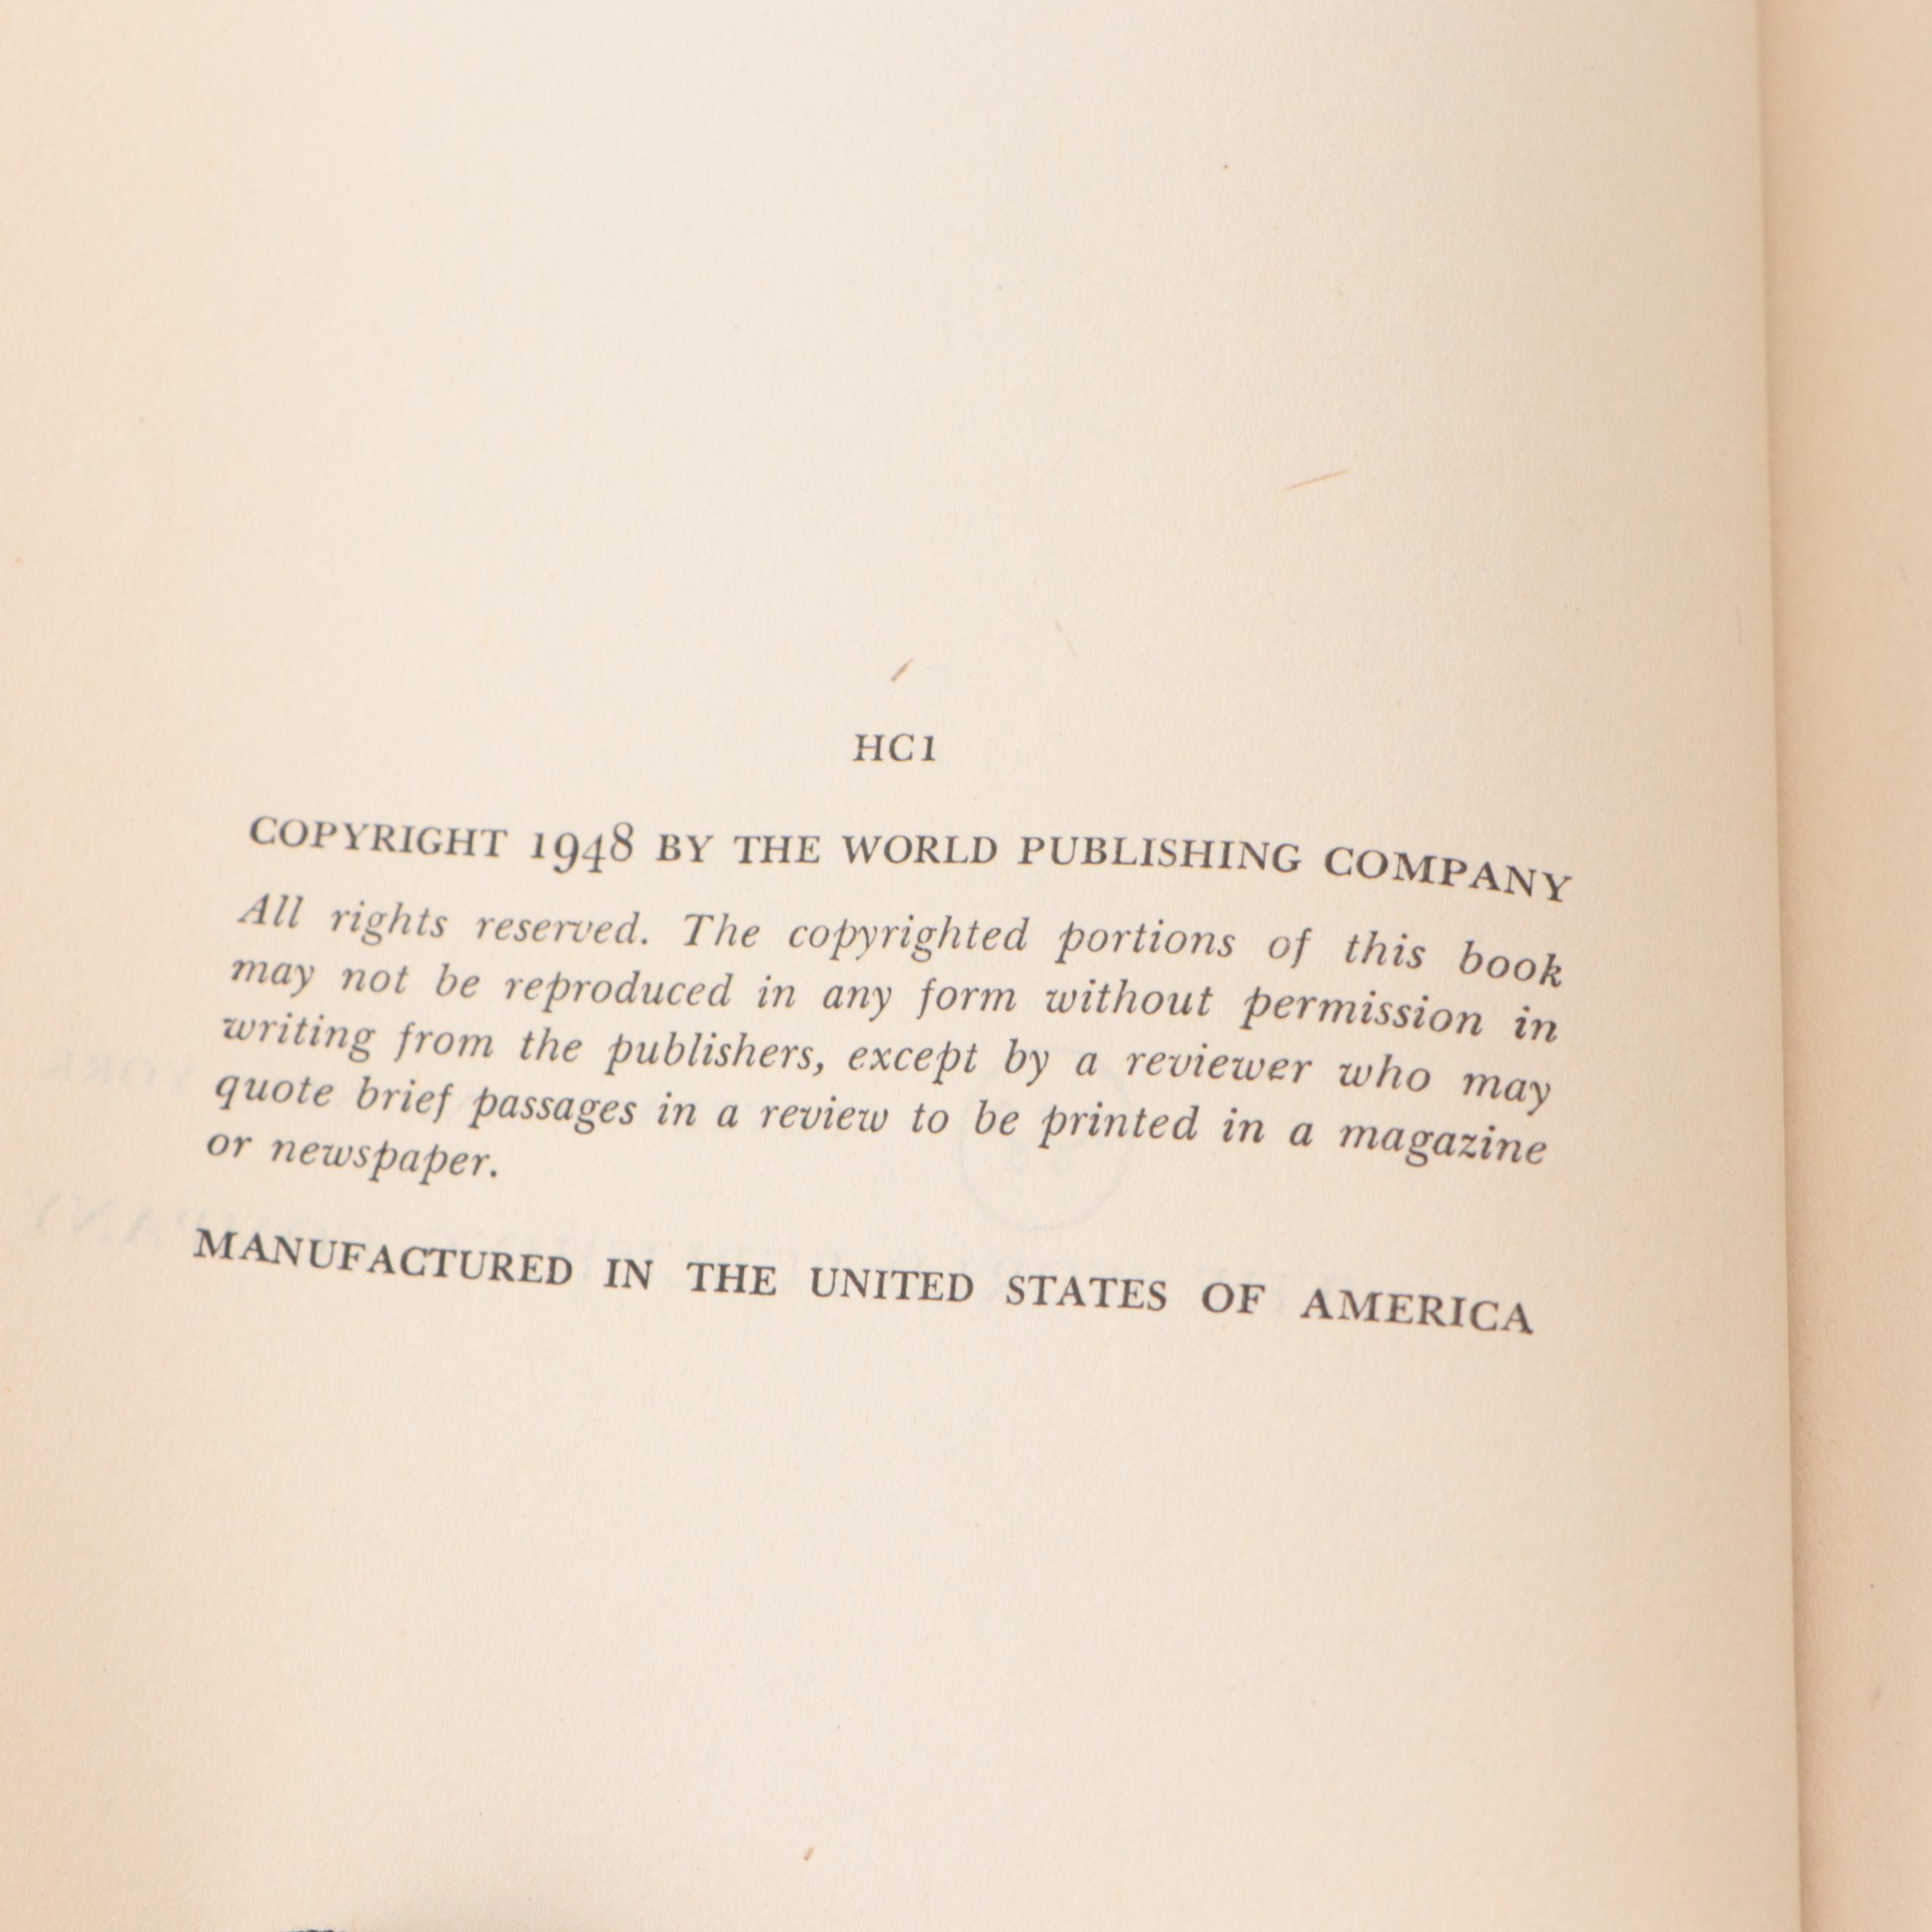 HC1
COPYRIGHT 1948 BY THE WORLD PUBLISHING COMPANY
All rights reserved. The copyrighted portions of this book
may not be reproduced in any form without permission in
writing from the publishers, except by a reviewer who may
quote brief passages in a review to be printed in a magazine
or newspaper.
MANUFACTURED IN THE UNITED STATES OF AMERICA